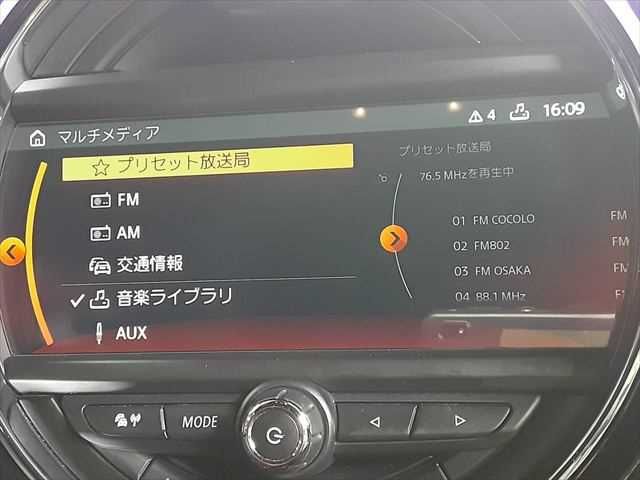 4 16:09
マルチメディア
プリセット放送局
FM
AM
交通情報
音楽ライブラリ
AUX
プリセット放送局
76.5 MHzを再生中
01 FM COCOLO FM
02 FM802 FM
03 FM OSAKA FM
04 88.1 MHz
MODE